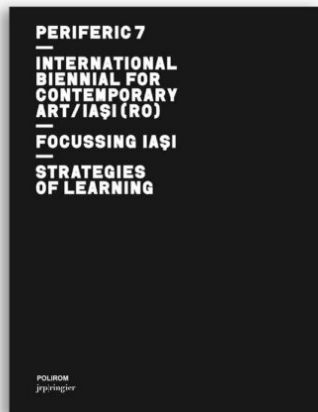 PERIFERIC 7
INTERNATIONAL
BIENNIAL FOR
CONTEMPORARY
ART/IAŞI (RO)
FOCUSSING IAŞI
STRATEGIES
OF LEARNING
POLIROM
jrp|ringier